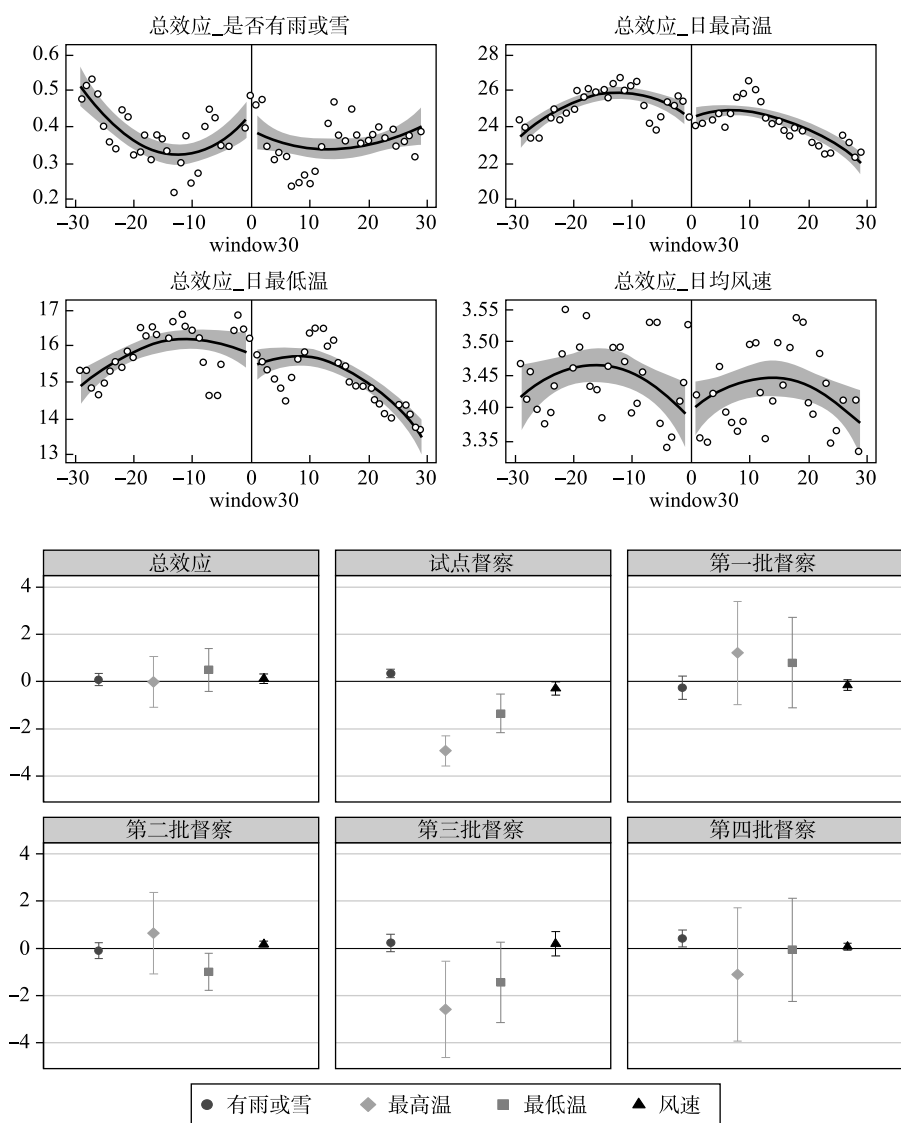 总效应_是否有雨或雪
0.6
0.5
0.4
0.3
0.2
−30 −20 −10 0 10 20 30
window30
总效应_日最高温
28
26
24
22
20
−30 −20 −10 0 10 20 30
window30
总效应_日最低温
17
16
15
14
13
−30 −20 −10 0 10 20 30
window30
总效应_日均风速
3.55
3.50
3.45
3.40
3.35
−30 −20 −10 0 10 20 30
window30
总效应 试点督察 第一批督察
4
2
0
−2
−4
第二批督察 第三批督察 第四批督察
4
2
0
−2
−4
有雨或雪 最高温 最低温 风速